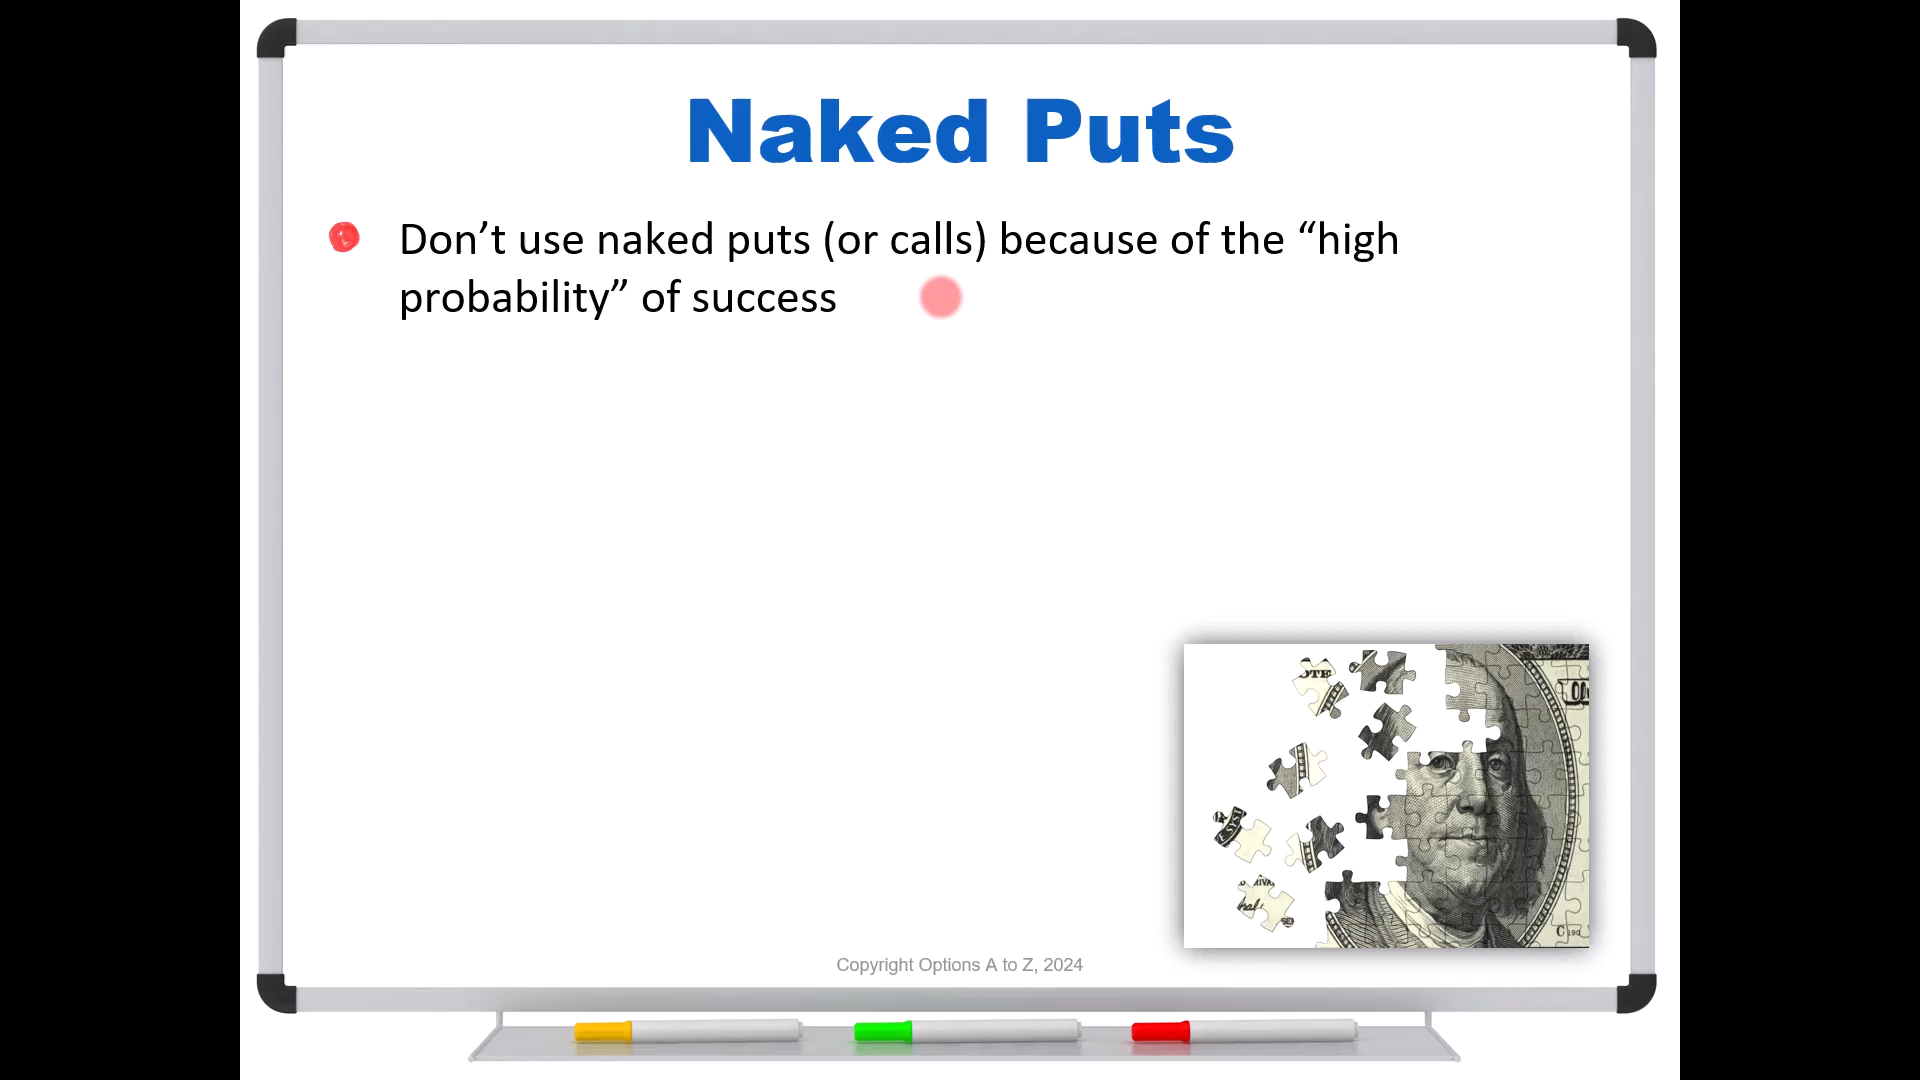 Naked Puts
Don’t use naked puts (or calls) because of the “high
probability” of success
OTE
Copyright Options A to Z, 2024